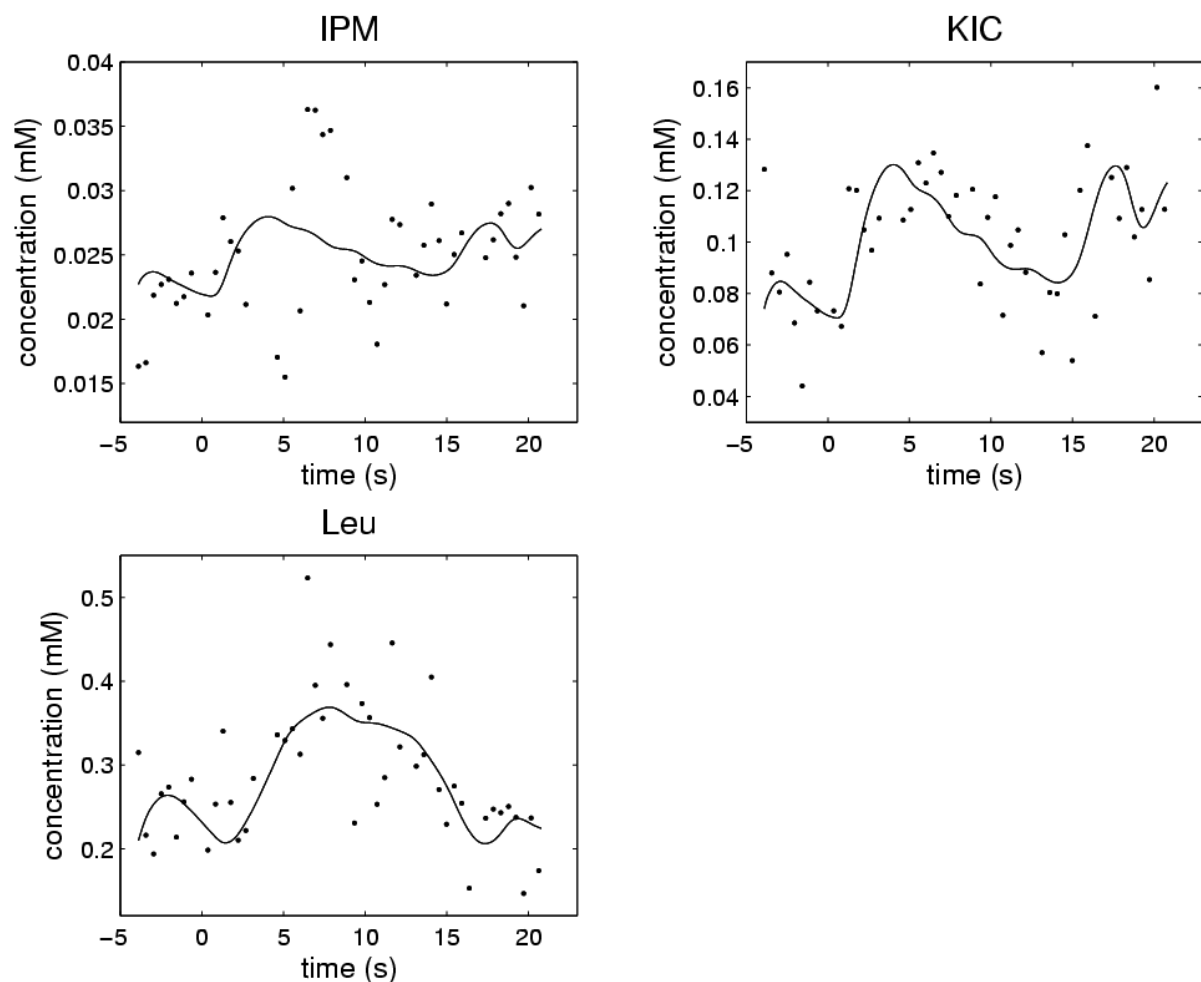 IPM
0.04
0.035
0.03
0.025
0.02
0.015
concentration (mM)
−5 0 5 10 15 20
time (s)
KIC
0.16
0.14
0.12
0.1
0.08
0.06
0.04
concentration (mM)
−5 0 5 10 15 20
time (s)
Leu
0.5
0.4
0.3
0.2
concentration (mM)
−5 0 5 10 15 20
time (s)